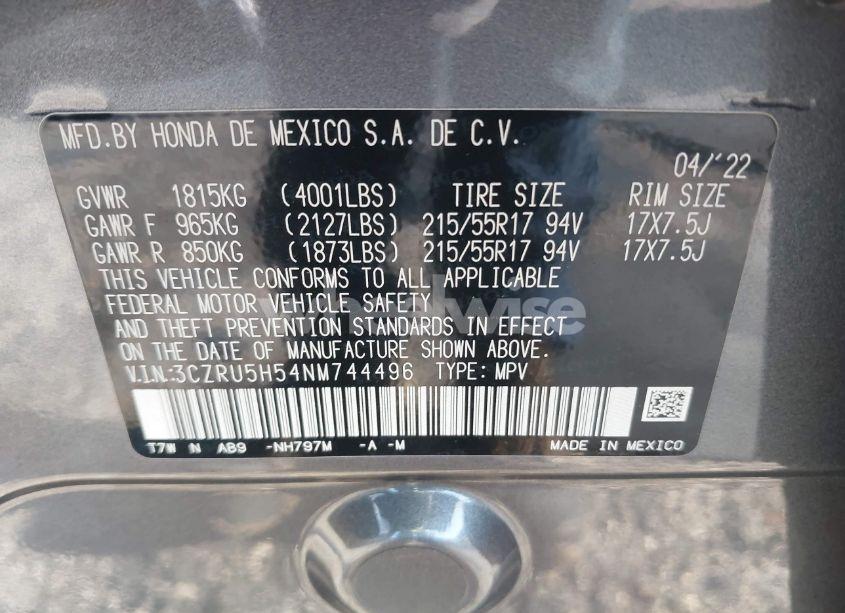 MFD.BY HONDA DE MEXICO S.A. DE C.V.
04/'22
GVWR 1815KG (4001LBS) TIRE SIZE RIM SIZE
GAWR F 965KG (2127LBS) 215/55R17 94V 17X7.5J
GAWR R 850KG (1873LBS) 215/55R17 94V 17X7.5J
THIS VEHICLE CONFORMS TO ALL APPLICABLE
FEDERAL MOTOR VEHICLE SAFETY
AND THEFT PREVENTION STANDARDS IN EFFECT
ON THE DATE OF MANUFACTURE SHOWN ABOVE.
V.I.N.:3CZRU5H54NM744496 TYPE: MPV
T7W N AB9 -NH797M -A -M MADE IN MEXICO